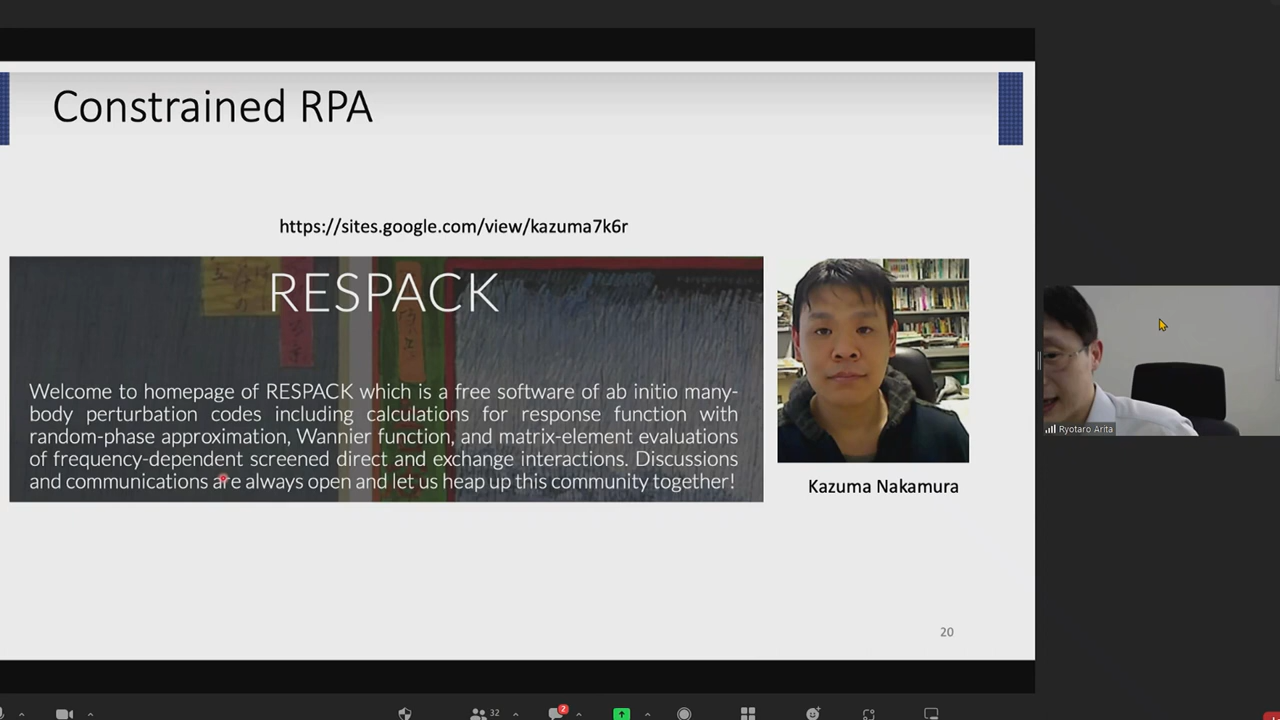 Constrained RPA
https://sites.google.com/view/kazuma7k6r
RESPACK
Welcome to homepage of RESPACK which is a free software of ab initio many-
body perturbation codes including calculations for response function with
random-phase approximation, Wannier function, and matrix-element evaluations
of frequency-dependent screened direct and exchange interactions. Discussions
and communications are always open and let us heap up this community together!
Kazuma Nakamura
20
Ryotaro Arita
32
2